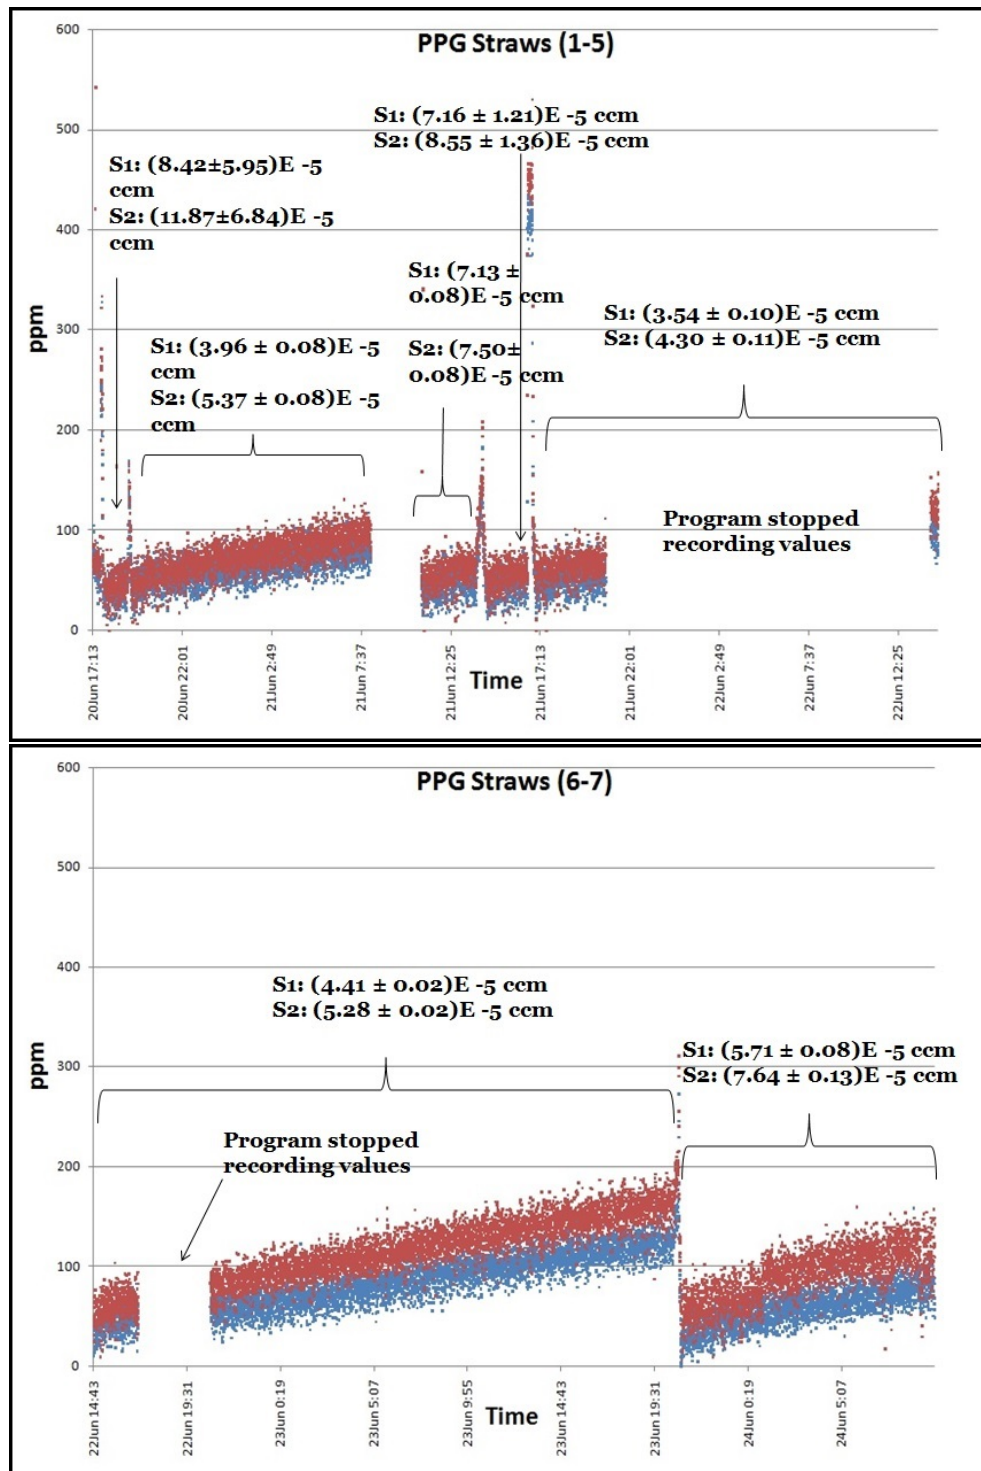 PPG Straws (1-5)
600
500
400
300
200
100
0
ppm
S1: (8.42±5.95)E -5
ccm
S2: (11.87±6.84)E -5
ccm
S1: (3.96 ± 0.08)E -5
ccm
S2: (5.37 ± 0.08)E -5
ccm
S1: (7.16 ± 1.21)E -5 ccm
S2: (8.55 ± 1.36)E -5 ccm
S1: (7.13 ±
0.08)E -5 ccm
S2: (7.50±
0.08)E -5 ccm
S1: (3.54 ± 0.10)E -5 ccm
S2: (4.30 ± 0.11)E -5 ccm
Program stopped
recording values
20Jun 17:13
20Jun 22:01
21Jun 2:49
21Jun 7:37
21Jun 12:25
21Jun 17:13
21Jun 22:01
22Jun 2:49
22Jun 7:37
22Jun 12:25
Time
PPG Straws (6-7)
600
500
400
300
200
100
0
ppm
S1: (4.41 ± 0.02)E -5 ccm
S2: (5.28 ± 0.02)E -5 ccm
S1: (5.71 ± 0.08)E -5 ccm
S2: (7.64 ± 0.13)E -5 ccm
Program stopped
recording values
22Jun 14:43
22Jun 19:31
23Jun 0:19
23Jun 5:07
23Jun 9:55
23Jun 14:43
23Jun 19:31
24Jun 0:19
24Jun 5:07
Time